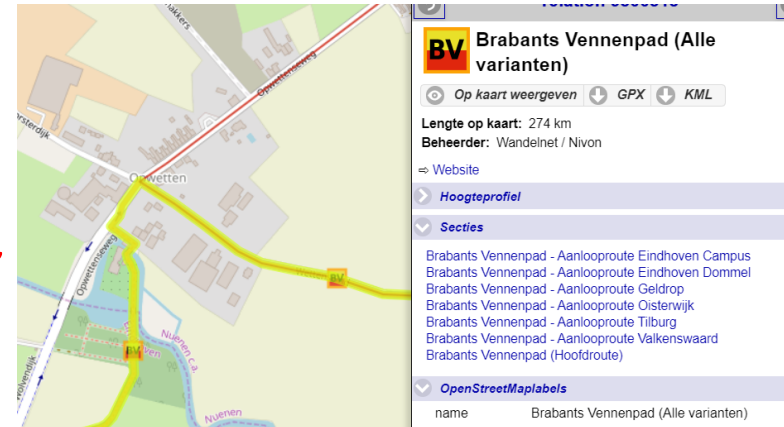 Brabants Vennenpad (Alle
varianten)
BV
Op kaart weergeven
GPX
KML
Lengte op kaart: 274 km
Beheerder: Wandelnet / Nivon
⇨ Website
Hoogteprofiel
Secties
Brabants Vennenpad - Aanlooproute Eindhoven Campus
Brabants Vennenpad - Aanlooproute Eindhoven Dommel
Brabants Vennenpad - Aanlooproute Geldrop
Brabants Vennenpad - Aanlooproute Oisterwijk
Brabants Vennenpad - Aanlooproute Tilburg
Brabants Vennenpad - Aanlooproute Valkenswaard
Brabants Vennenpad (Hoofdroute)
OpenStreetMaplabels
name Brabants Vennenpad (Alle varianten)
Opwettenseweg
Opwetten
BV
Opwettenseweg
BV
Nuenen c.a.
Wolvendijk
Nuenen